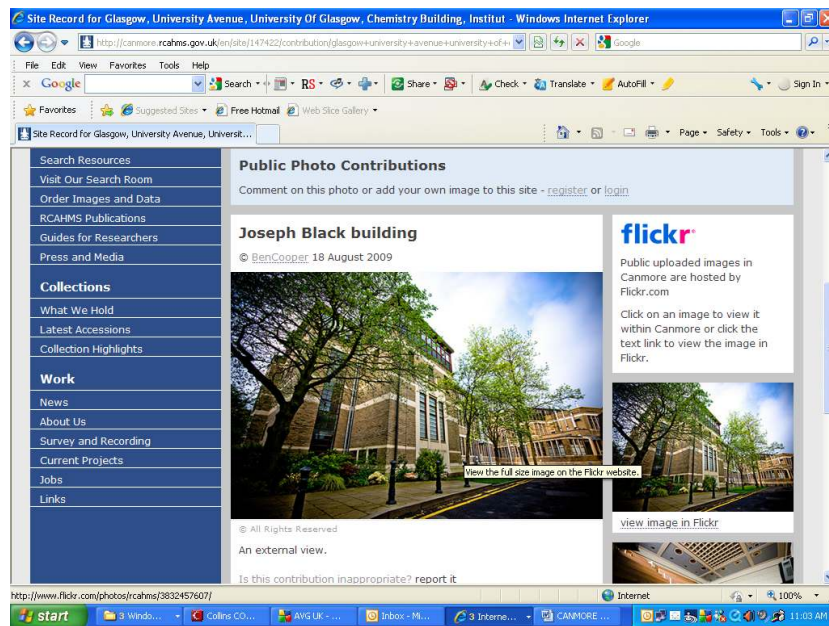 Site Record for Glasgow, University Avenue, University Of Glasgow, Chemistry Building, Institut - Windows Internet Explorer
http://canmore.rcahms.gov.uk/en/site/147422/contribution/glasgow+university+avenue+university+of+
Google
File Edit View Favorites Tools Help
x Google Search RS Share Check Translate AutoFill Sign In
Favorites Suggested Sites Free Hotmail Web Slice Gallery
Site Record for Glasgow, University Avenue, Universit... Page Safety Tools
Search Resources
Visit Our Search Room
Order Images and Data
RCAHMS Publications
Guides for Researchers
Press and Media
Collections
What We Hold
Latest Accessions
Collection Highlights
Work
News
About Us
Survey and Recording
Current Projects
Jobs
Links
Public Photo Contributions
Comment on this photo or add your own image to this site - register or login
Joseph Black building
© BenCooper 18 August 2009
View the full size image on the Flickr website.
© All Rights Reserved
An external view.
Is this contribution inappropriate? report it
flickr
Public uploaded images in
Canmore are hosted by
Flickr.com
Click on an image to view it
within Canmore or click the
text link to view the image in
Flickr.
view image in Flickr
http://www.flickr.com/photos/rcahms/3832457607/ Internet 100%
start 3 Windo... Collins CO... AVG UK - ... Inbox - Mi... 3 Interne... CANMORE ... 11:03 AM